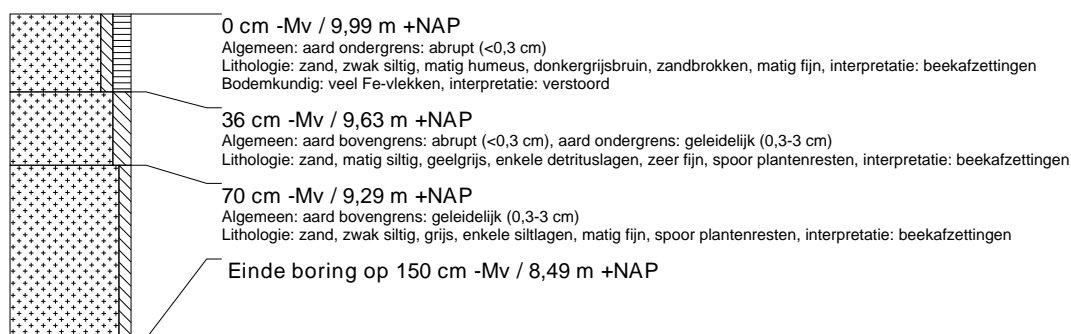 0 cm -Mv / 9,99 m +NAP
Algemeen: aard ondergrens: abrupt (<0,3 cm)
Lithologie: zand, zwak siltig, matig humeus, donkergrijsbruin, zandbrokken, matig fijn, interpretatie: beekafzettingen
Bodemkundig: veel Fe-vlekken, interpretatie: verstoord
36 cm -Mv / 9,63 m +NAP
Algemeen: aard bovengrens: abrupt (<0,3 cm), aard ondergrens: geleidelijk (0,3-3 cm)
Lithologie: zand, matig siltig, geelgrijs, enkele detrituslagen, zeer fijn, spoor plantenresten, interpretatie: beekafzettingen
70 cm -Mv / 9,29 m +NAP
Algemeen: aard bovengrens: geleidelijk (0,3-3 cm)
Lithologie: zand, zwak siltig, grijs, enkele siltlagen, matig fijn, spoor plantenresten, interpretatie: beekafzettingen
Einde boring op 150 cm -Mv / 8,49 m +NAP